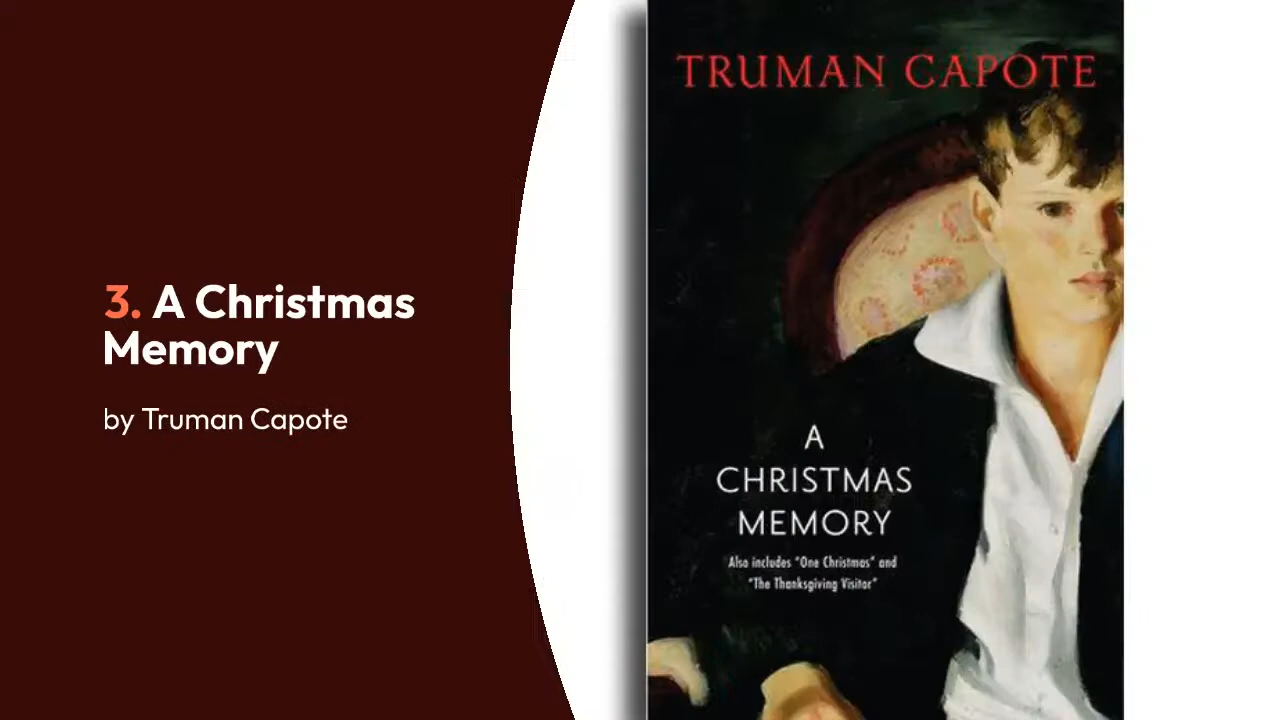 3. A Christmas
Memory
by Truman Capote
TRUMAN CAPOTE
A
CHRISTMAS
MEMORY
Also includes "One Christmas" and
"The Thanksgiving Visitor"